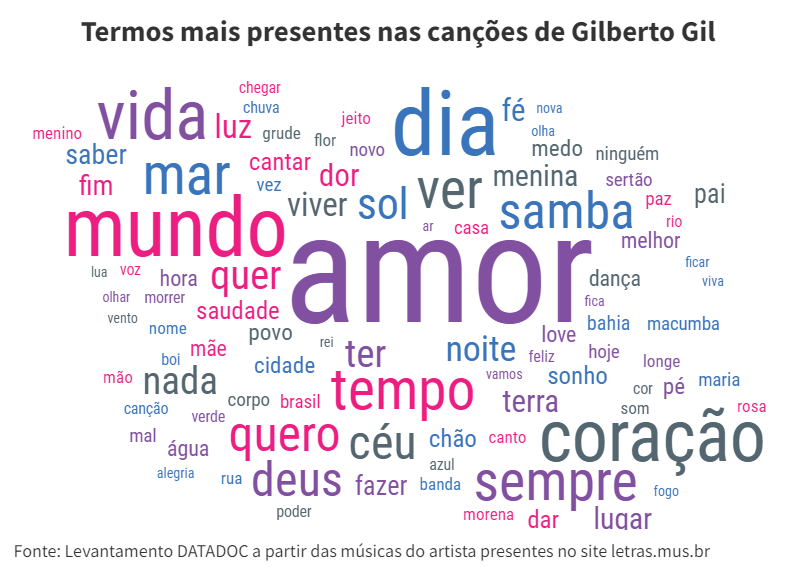 Termos mais presentes nas canções de Gilberto Gil
chegar
vida
dia
chuva
fé
nova
menino
luz
grude
jeito
olha
saber
flor
novo
medo
ninguém
mar
cantar
dor
ver
menina
sertão
fim
vez
viver
sol
samba
paz
pai
mundo
ar
casa
rio
melhor
amor
lua
voz
hora
quer
dança
ficar
viva
olhar
morrer
saudade
fica
vento
nome
povo
rei
love
bahia
macumba
boi
mãe
cidade
ter
noite
feliz
hoje
longe
mão
nada
vamos
sonho
cor
pé
maria
canção
verde
corpo
brasil
tempo
terra
som
rosa
mal
água
quero
céu
chão
canto
coração
alegria
rua
deus
fazer
azul
banda
sempre
fogo
poder
morena
dar
lugar
Fonte: Levantamento DATADOC a partir das músicas do artista presentes no site letras.mus.br